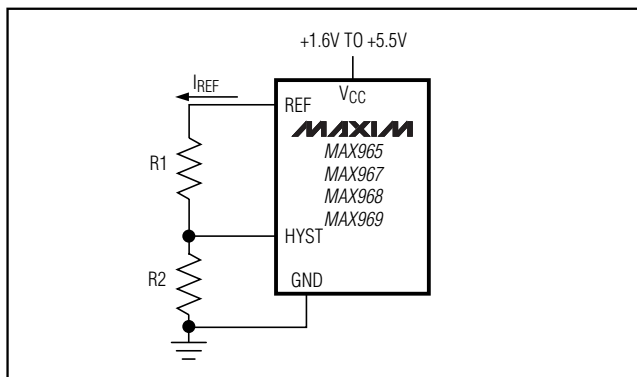 +1.6V TO +5.5V
IREF
REF
VCC
MAXIM
R1
MAX965
MAX967
MAX968
MAX969
HYST
R2
GND